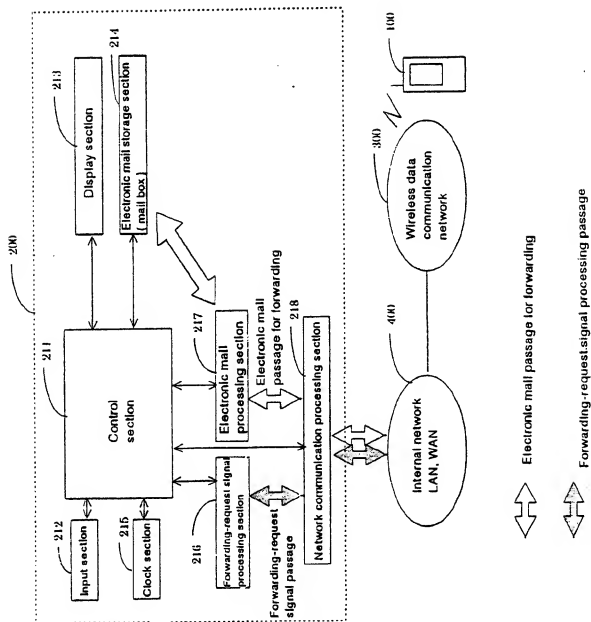 200
211
Control
section
212
Input section
215
Clock section
213
Display section
214
Electronic mail storage section
( mail box )
216
Forwarding-request signal
processing section
217
Electronic mail
processing section
Electronic mail
passage for forwarding
218
Network communication processing section
Forwarding-request
signal passage
400
Internal network
LAN, WAN
300
Wireless data
communication
network
100
Electronic mail passage for forwarding
Forwarding-request.signal processing passage